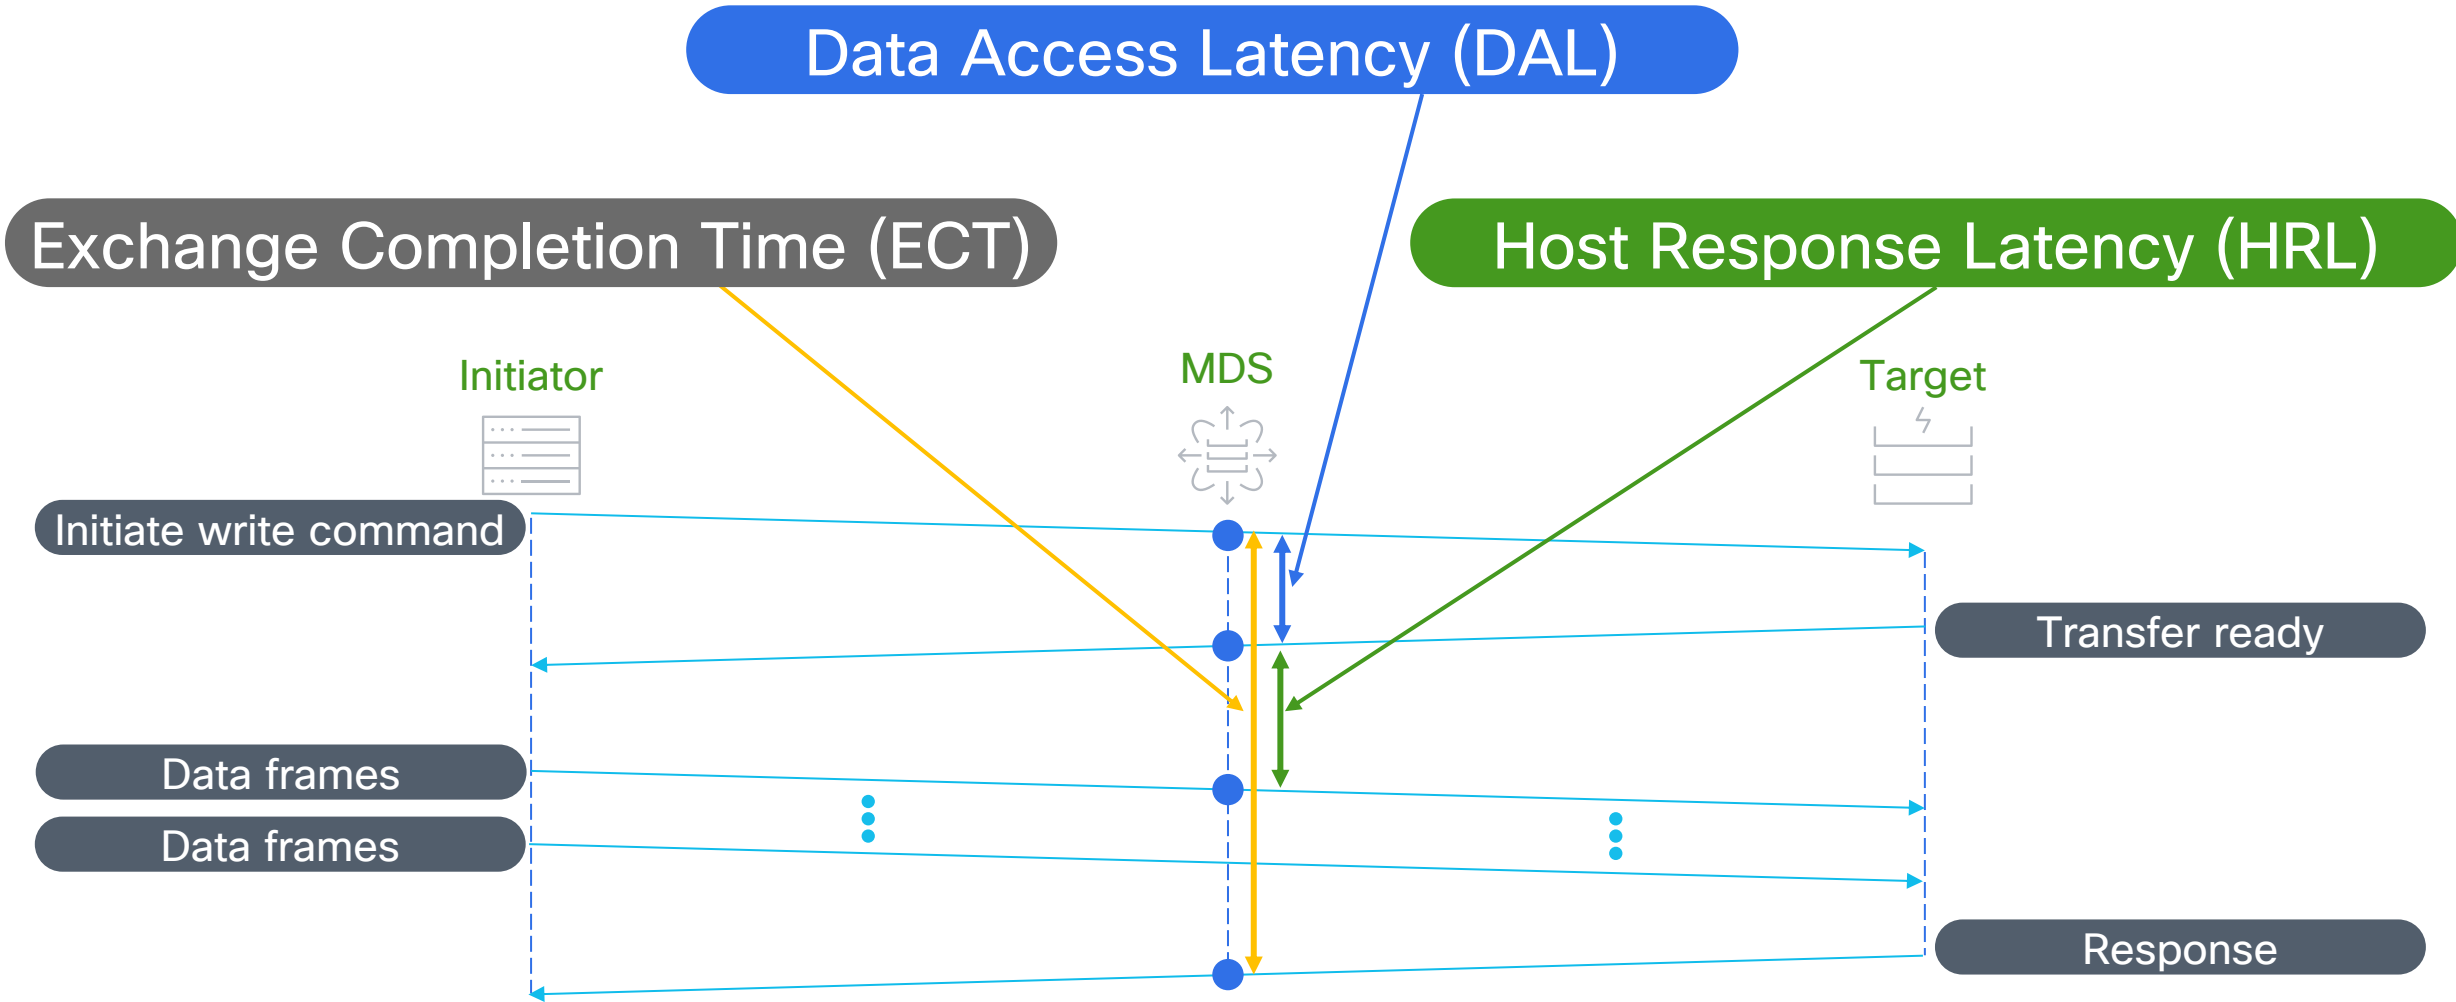 Data Access Latency (DAL)
Exchange Completion Time (ECT)
Host Response Latency (HRL)
Initiator
MDS
Target
Initiate write command
Transfer ready
Data frames
Data frames
Response